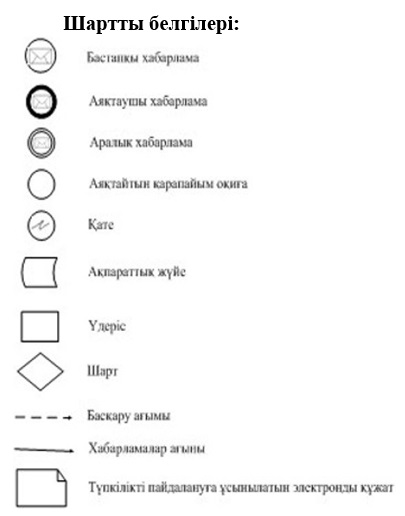 Шартты белгілері:
Бастапқы хабарлама
Аяқтаушы хабарлама
Аралық хабарлама
Аяқтайтын қарапайым оқиға
Қате
Ақпараттық жүйе
Үдеріс
Шарт
Басқару ағымы
Хабарламалар ағыны
Түпкілікті пайдалануға ұсынылатын электронды құжат